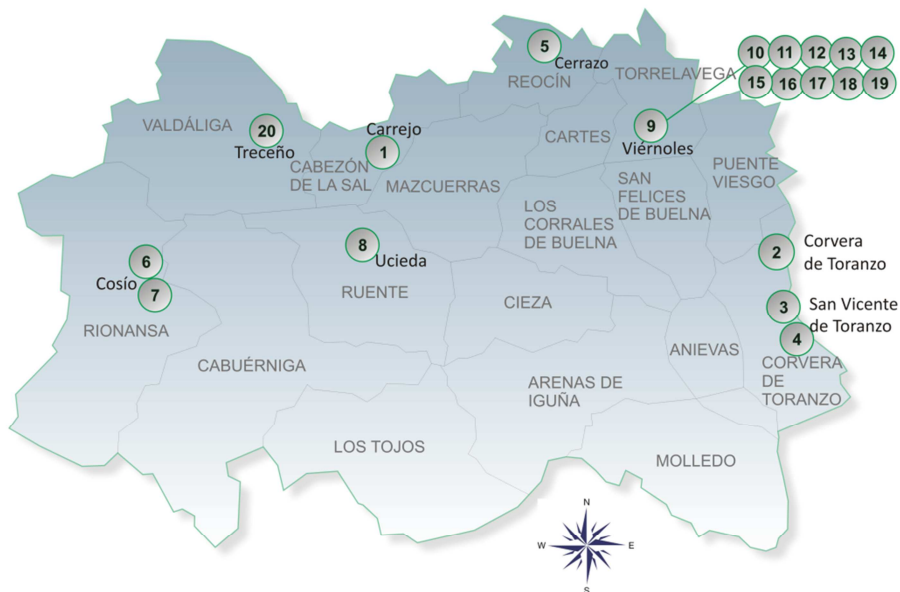 5
Cerrazo
REOCÍN
TORRELAVEGA
10 11 12 13 14
15 16 17 18 19
VALDÁLIGA
20
Treceño
Carrejo
1
CABEZÓN
DE LA SAL
MAZCUERRAS
CARTES
9
Viérnoles
PUENTE
VIESGO
SAN
FELICES
DE BUELNA
LOS
CORRALES
DE BUELNA
6
Cosío
7
RIONANSA
8
Ucieda
RUENTE
CIEZA
2
Corvera
de Toranzo
3
San Vicente
de Toranzo
4
CABUÉRNIGA
ANIEVAS
CORVERA
DE
TORANZO
ARENAS DE
IGUÑA
LOS TOJOS
MOLLEDO
N
W E
S